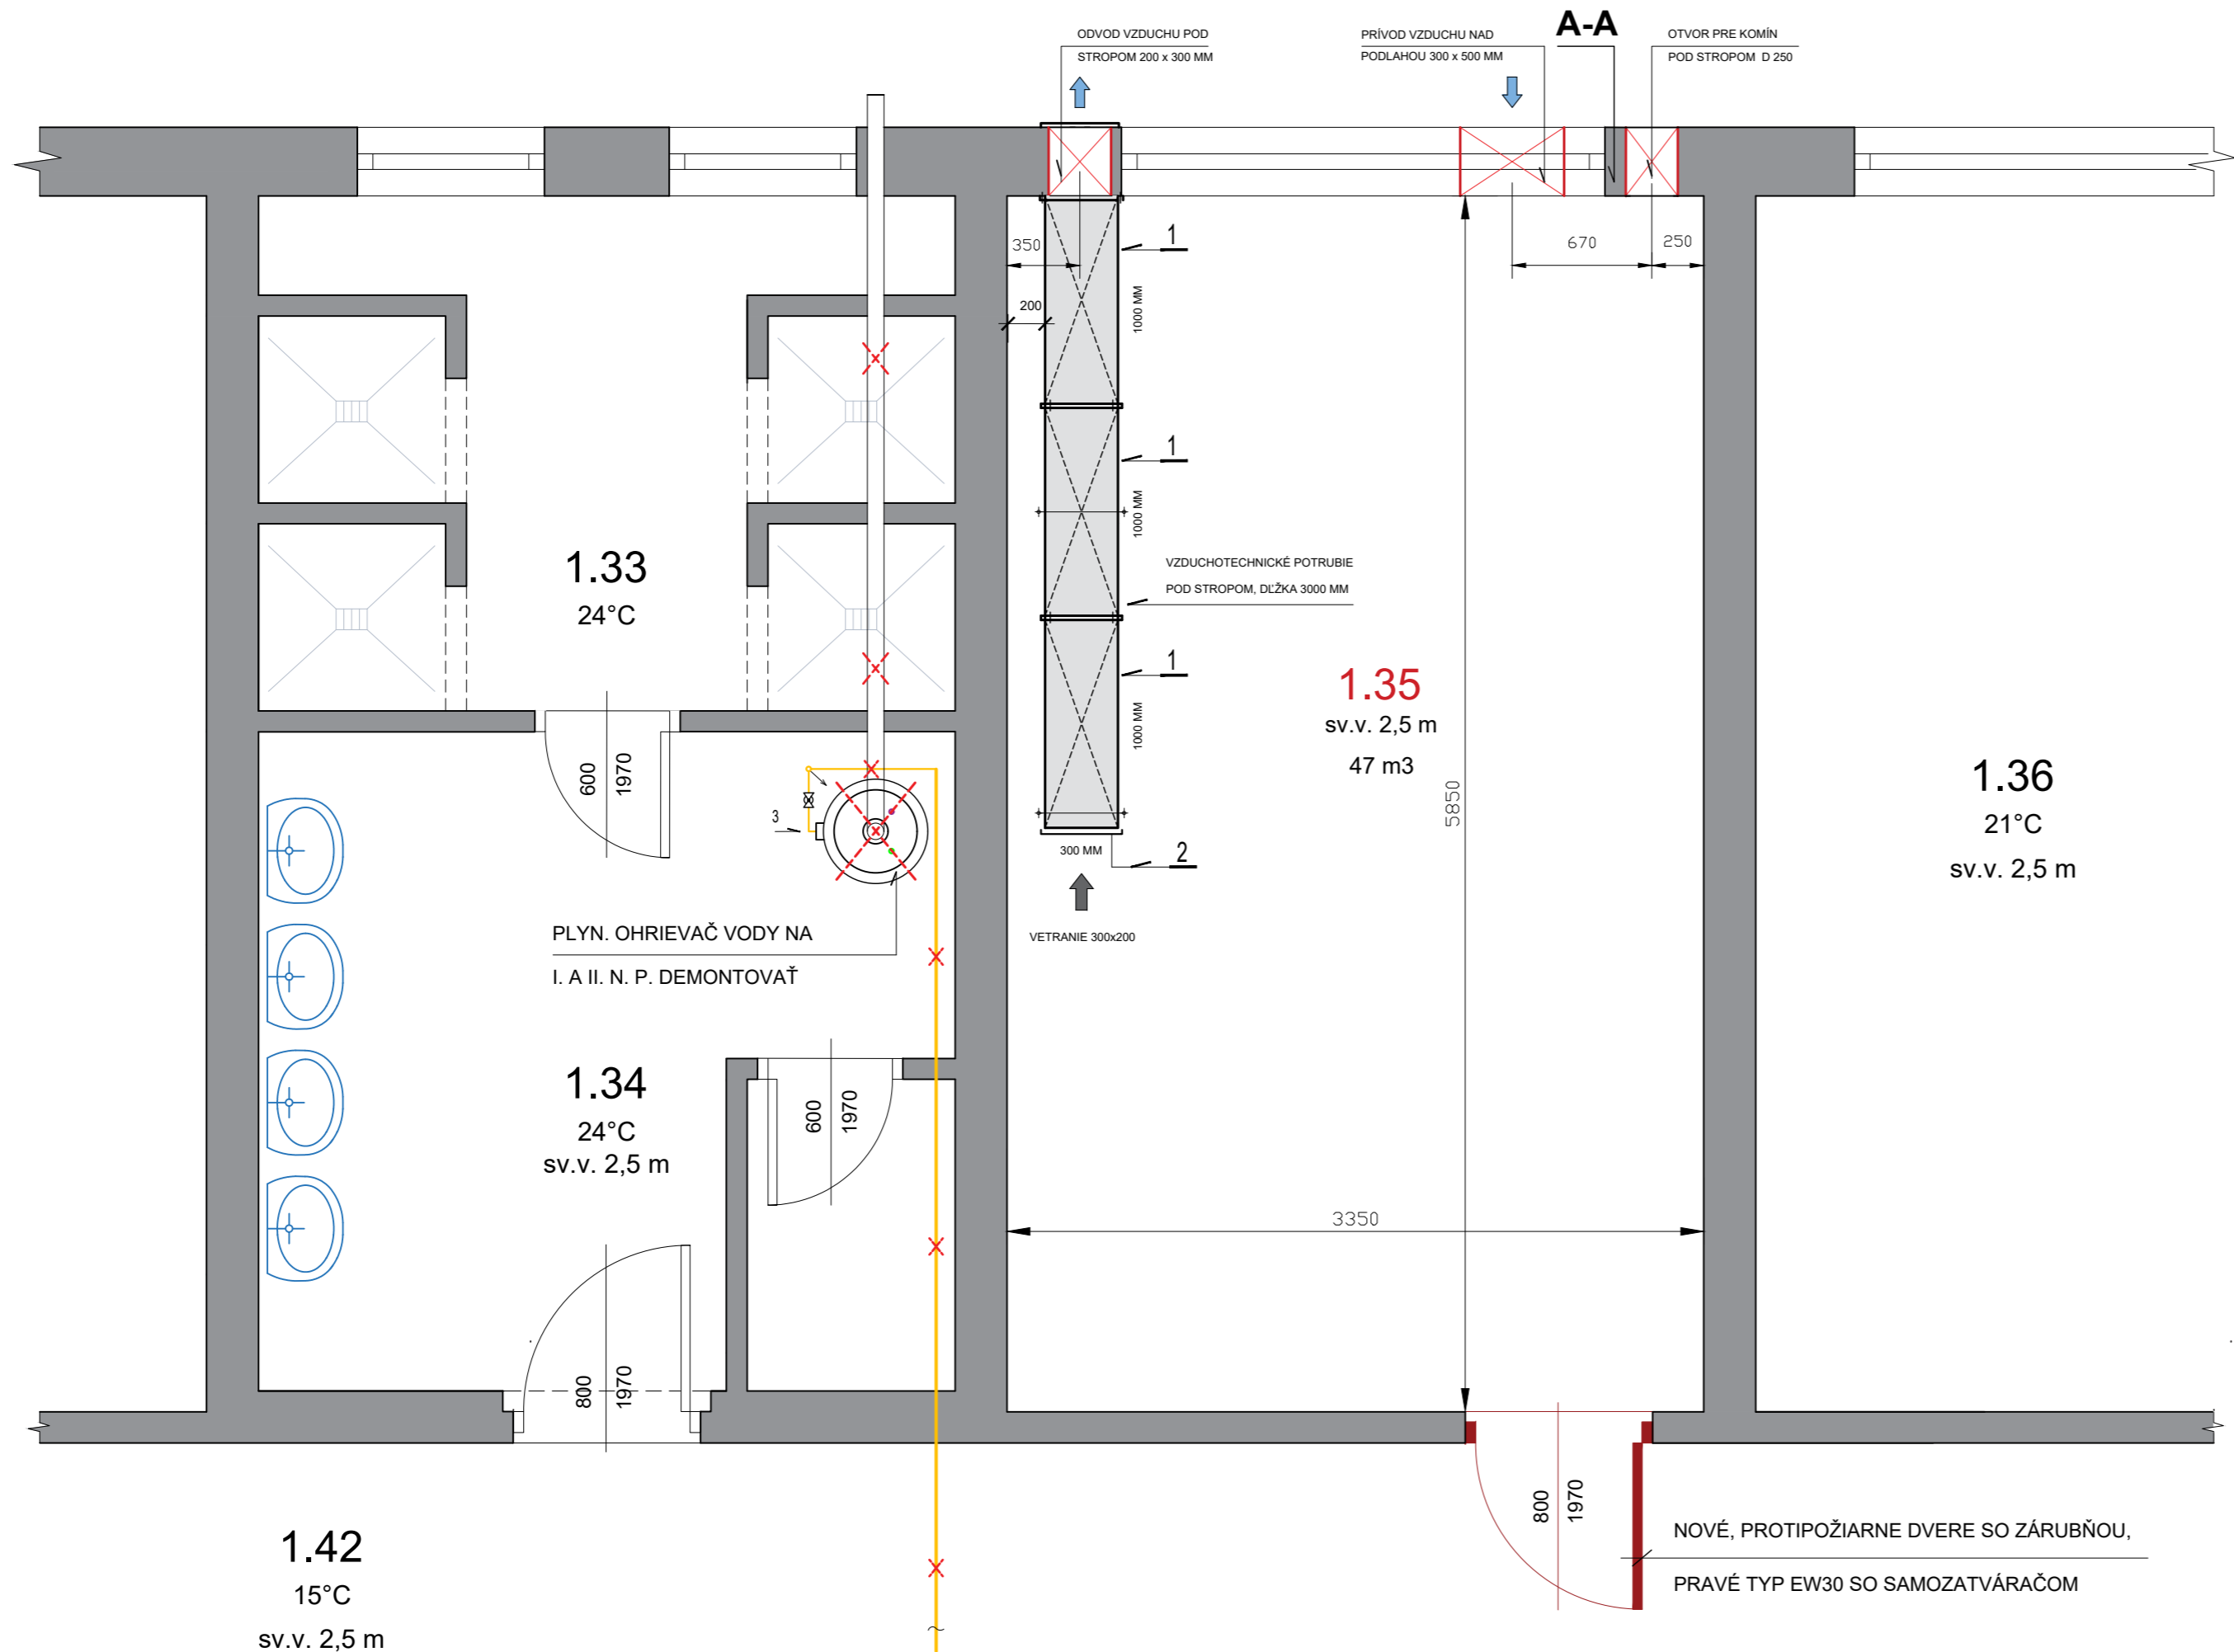 A-A
ODVOD VZDUCHU POD
STROPOM 200 x 300 MM
PRÍVOD VZDUCHU NAD
PODLAHOU 300 x 500 MM
OTVOR PRE KOMÍN
POD STROPOM D 250
350
1
670
250
200
1000 MM
1
1000 MM
1.33
24°C
VZDUCHOTECHNICKÉ POTRUBIE
POD STROPOM, DĽŽKA 3000 MM
1
1000 MM
1.35
sv.v. 2,5 m
47 m3
5850
600
1970
3
300 MM
2
VETRANIE 300x200
1.36
21°C
sv.v. 2,5 m
PLYN. OHRIEVAČ VODY NA
I. A II. N. P. DEMONTOVAŤ
1.34
24°C
sv.v. 2,5 m
600
1970
3350
800
1970
800
1970
NOVÉ, PROTIPOŽIARNE DVERE SO ZÁRUBŇOU,
PRAVÉ TYP EW30 SO SAMOZATVÁRAČOM
1.42
15°C
sv.v. 2,5 m